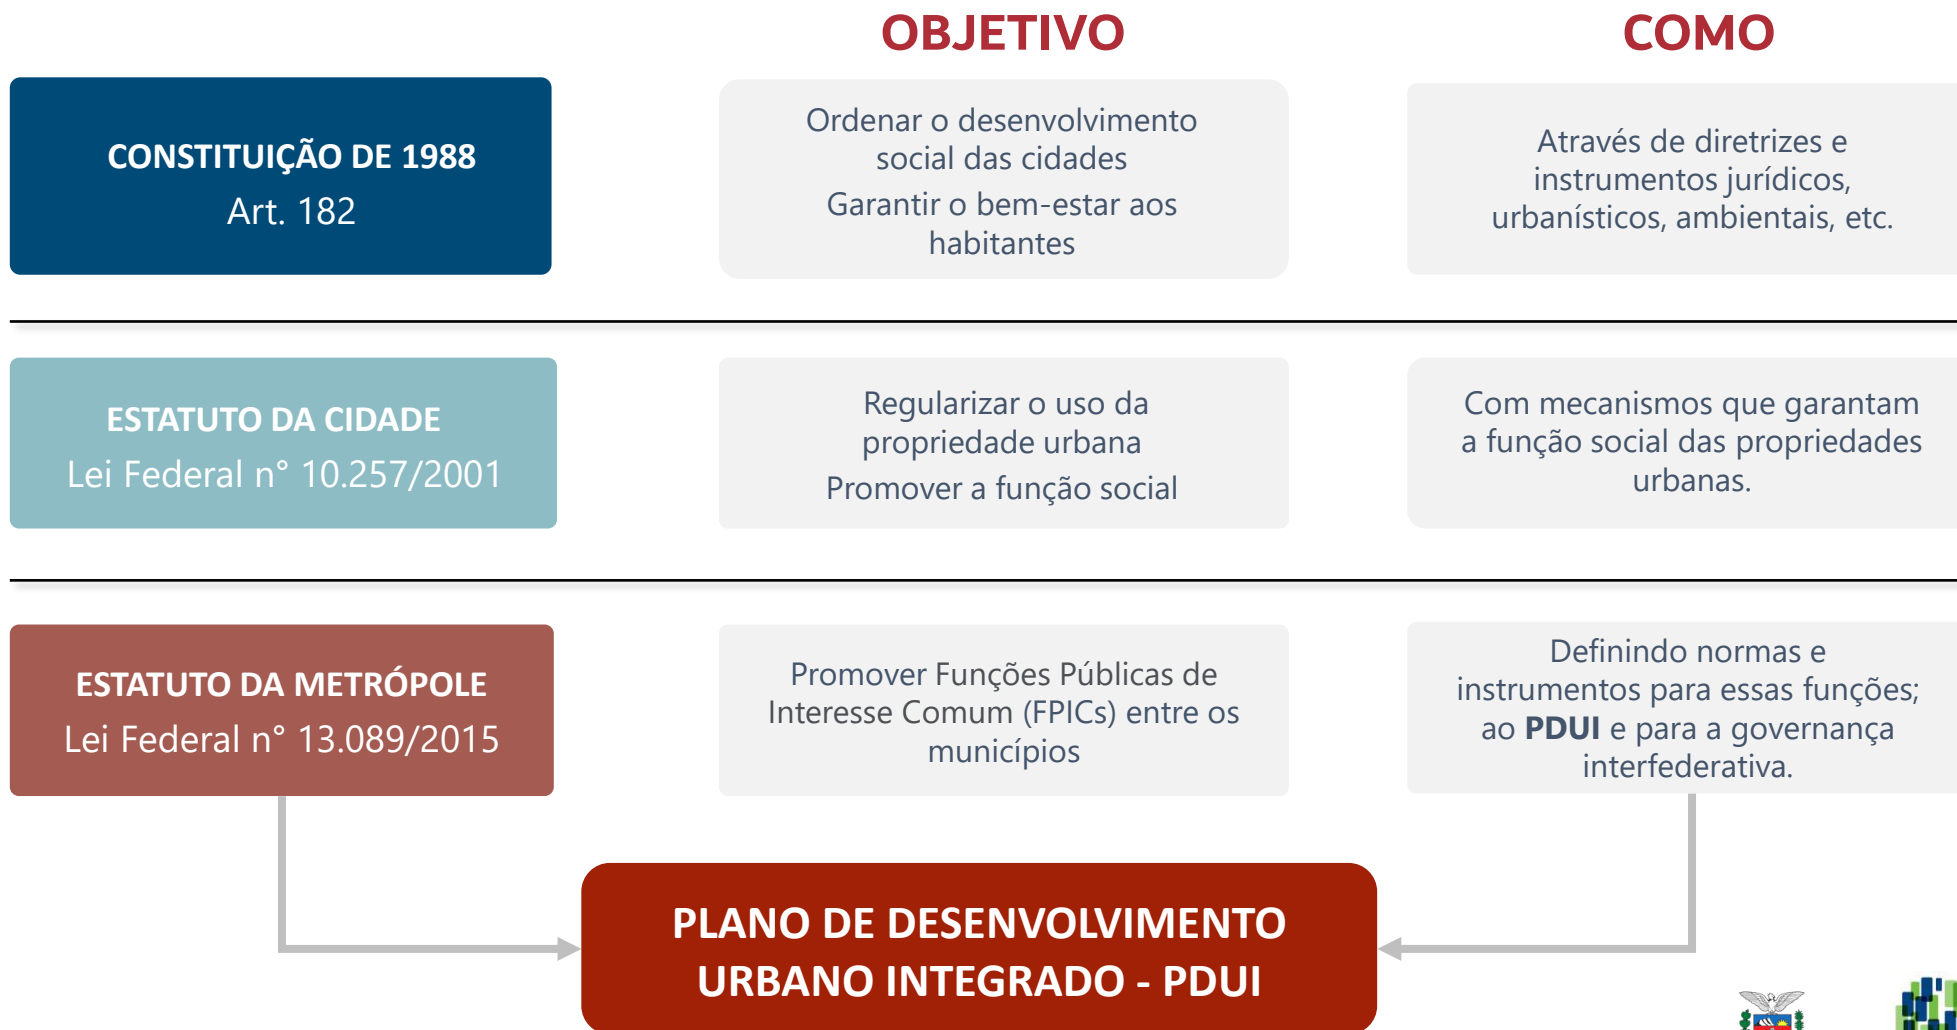 OBJETIVO
COMO
CONSTITUIÇÃO DE 1988
Art. 182
Ordenar o desenvolvimento
social das cidades
Garantir o bem-estar aos
habitantes
Através de diretrizes e
instrumentos jurídicos,
urbanísticos, ambientais, etc.
ESTATUTO DA CIDADE
Lei Federal n° 10.257/2001
Regularizar o uso da
propriedade urbana
Promover a função social
Com mecanismos que garantam
a função social das propriedades
urbanas.
ESTATUTO DA METRÓPOLE
Lei Federal n° 13.089/2015
Promover Funções Públicas de
Interesse Comum (FPICs) entre os
municípios
Definindo normas e
instrumentos para essas funções;
ao PDUI e para a governança
interfederativa.
PLANO DE DESENVOLVIMENTO
URBANO INTEGRADO - PDUI